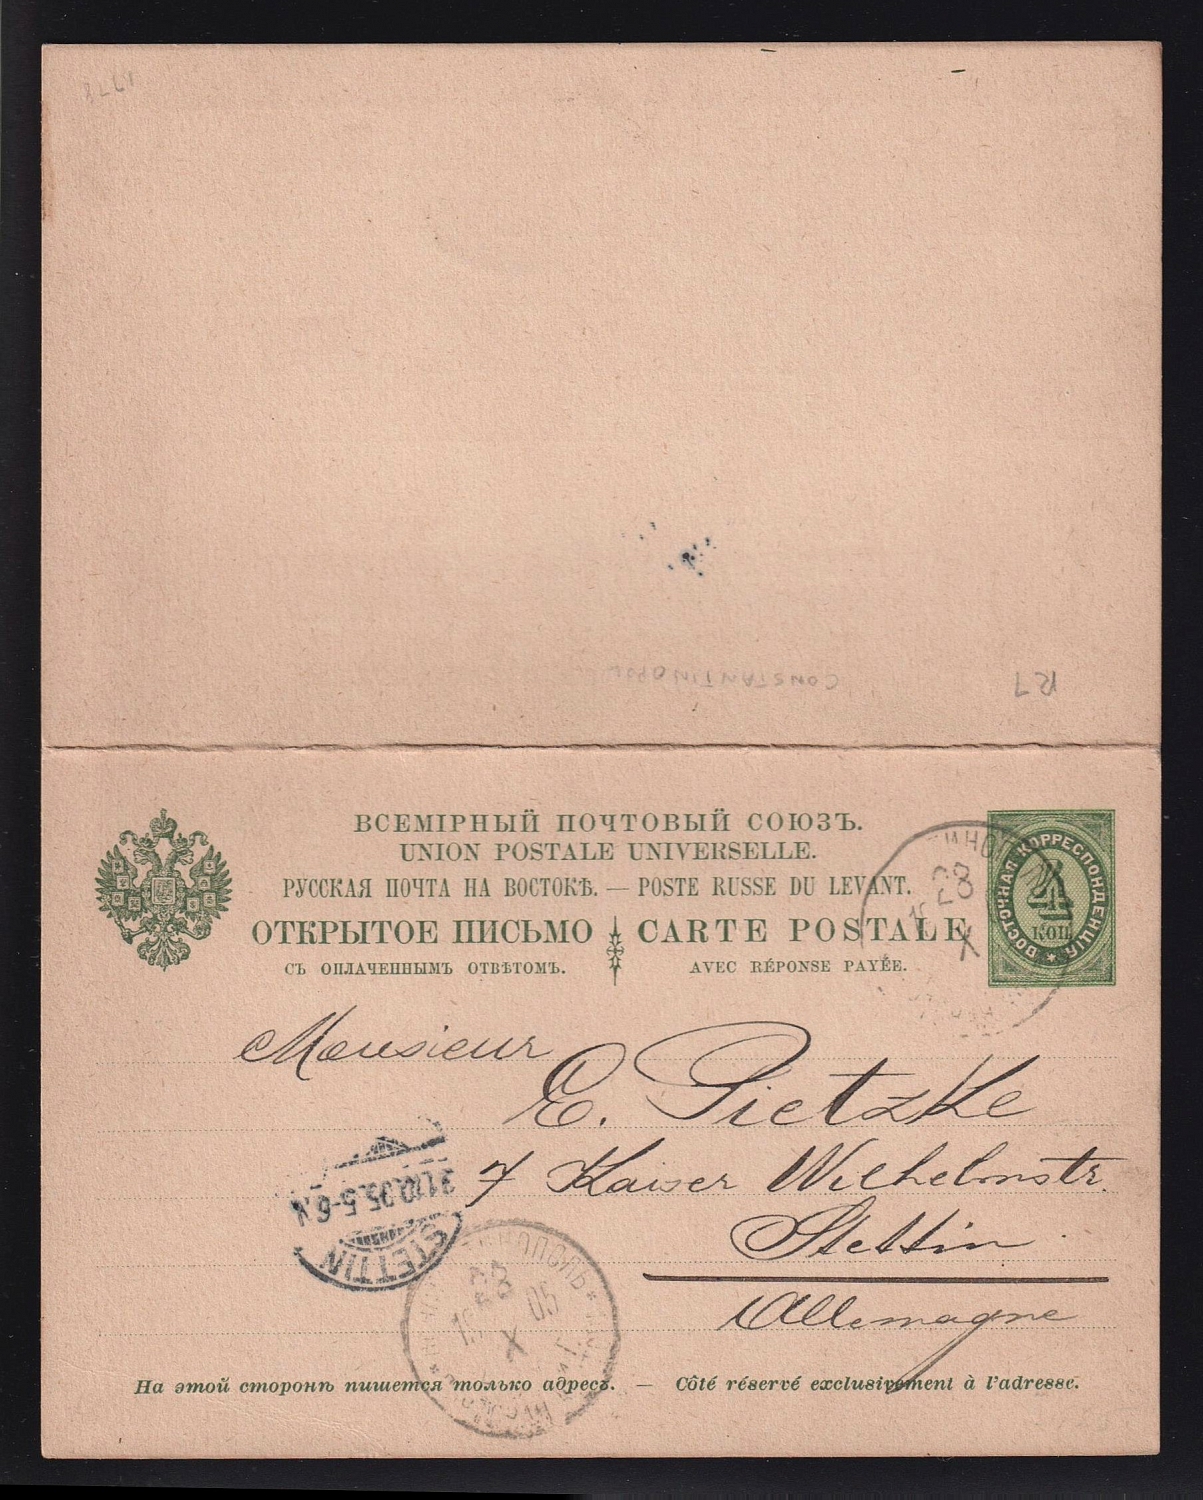 CONSTANTINOPOL
ВСЕМІРНЫЙ ПОЧТОВЫЙ СОЮЗЪ.
UNION POSTALE UNIVERSELLE.
РУССКАЯ ПОЧТА НА ВОСТОКѢ. — POSTE RUSSE DU LEVANT.
ОТКРЫТОЕ ПИСЬМО CARTE POSTALE
СЪ ОПЛАЧЕННЫМЪ ОТВѢТОМЪ. AVEC RÉPONSE PAYÉE.
ВОСТОЧНАЯ КОРРЕСПОНДЕНЦІЯ
4
КОП
28
X
Monsieur
E. Pietzke
7 Kaiser Wilhelmstr.
Stettin
Allemagne
STETTIN
31.10.05.5-6.N
28
19 05
X
На этой сторонѣ пишется только адресъ. — Côté réservé exclusivement à l'adresse.